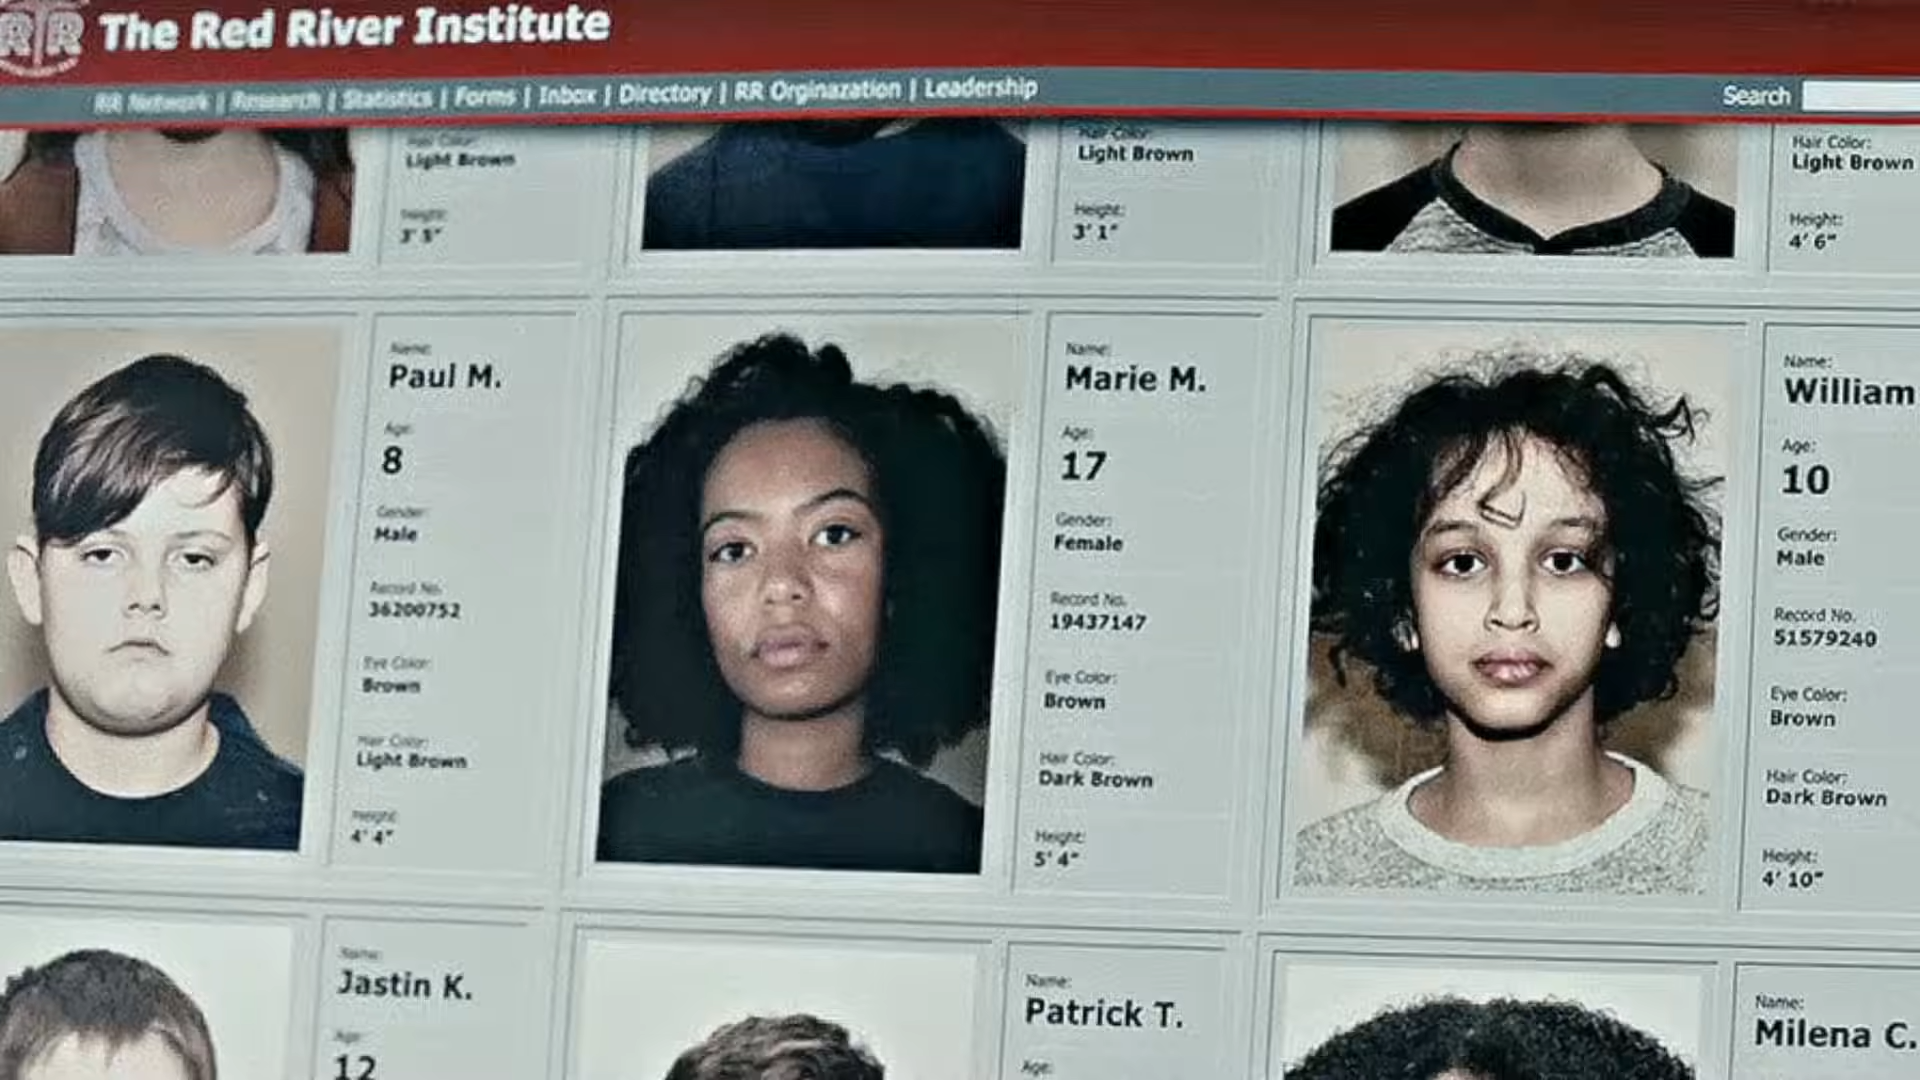 RR
The Red River Institute
RR Network | Research | Statistics | Forms | Inbox | Directory | RR Orginazation | Leadership
Search
Hair Color:
Light Brown
Height:
3' 5"
Hair Color:
Light Brown
Height:
3' 1"
Hair Color:
Light Brown
Height:
4' 6"
Name:
Paul M.
Age:
8
Gender:
Male
Record No.
36200752
Eye Color:
Brown
Hair Color:
Light Brown
Height:
4' 4"
Name:
Marie M.
Age:
17
Gender:
Female
Record No.
19437147
Eye Color:
Brown
Hair Color:
Dark Brown
Height:
5' 4"
Name:
William
Age:
10
Gender:
Male
Record No.
51579240
Eye Color:
Brown
Hair Color:
Dark Brown
Height:
4' 10"
Name:
Jastin K.
Age:
12
Name:
Patrick T.
Age:
Name:
Milena C.